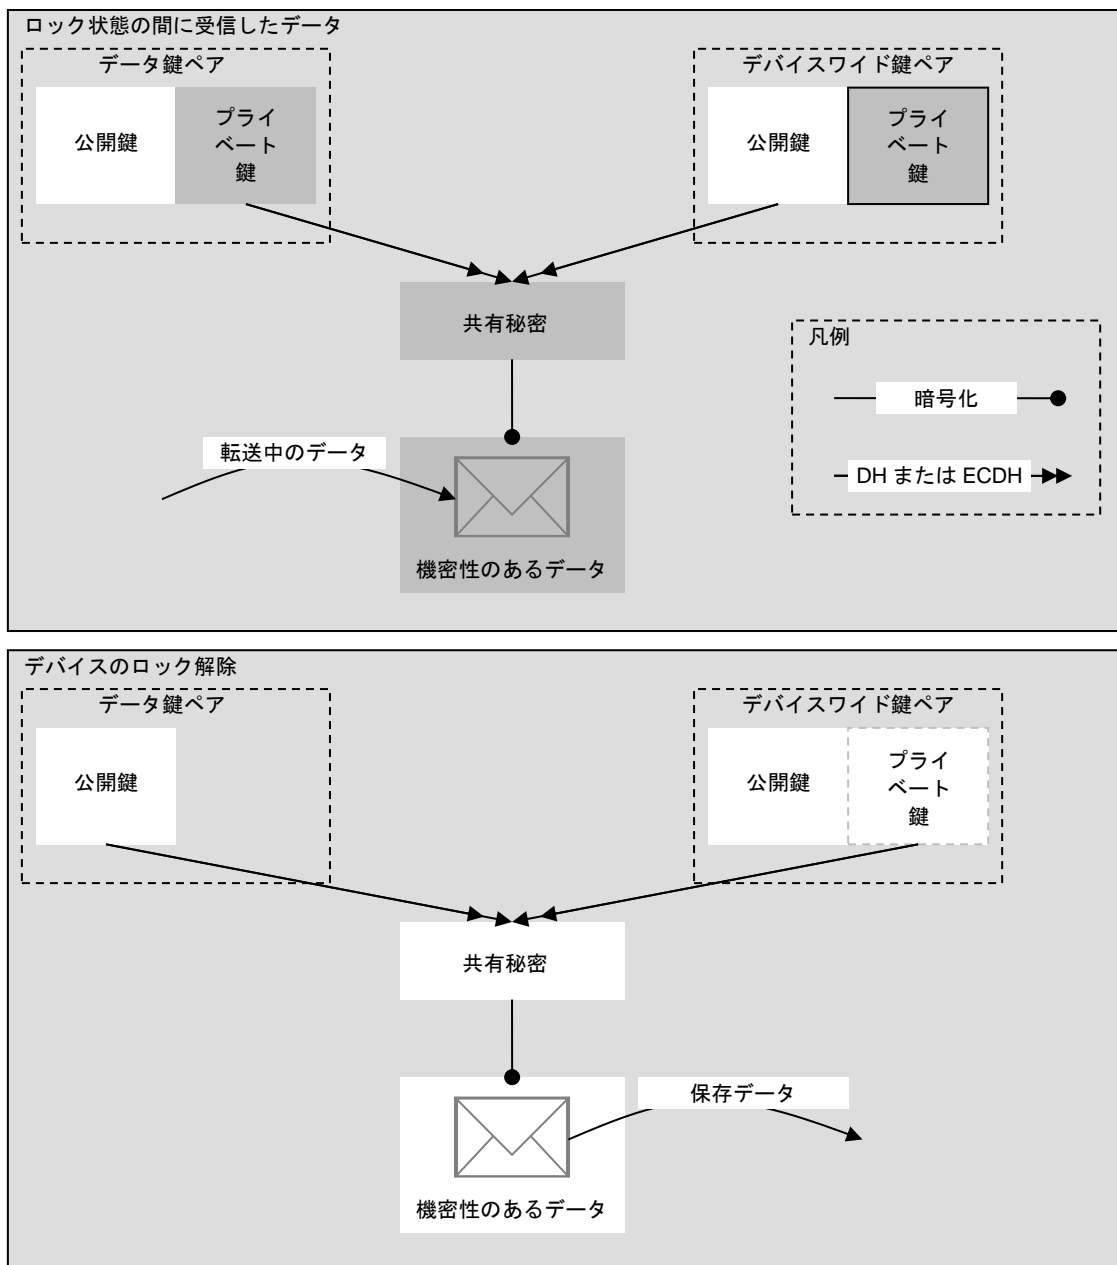 ロック状態の間に受信したデータ
データ鍵ペア
デバイスワイド鍵ペア
公開鍵
プライ
ベート
鍵
公開鍵
プライ
ベート
鍵
共有秘密
凡例
暗号化
DH または ECDH
転送中のデータ
機密性のあるデータ
デバイスのロック解除
データ鍵ペア
デバイスワイド鍵ペア
公開鍵
公開鍵
プライ
ベート
鍵
共有秘密
保存データ
機密性のあるデータ